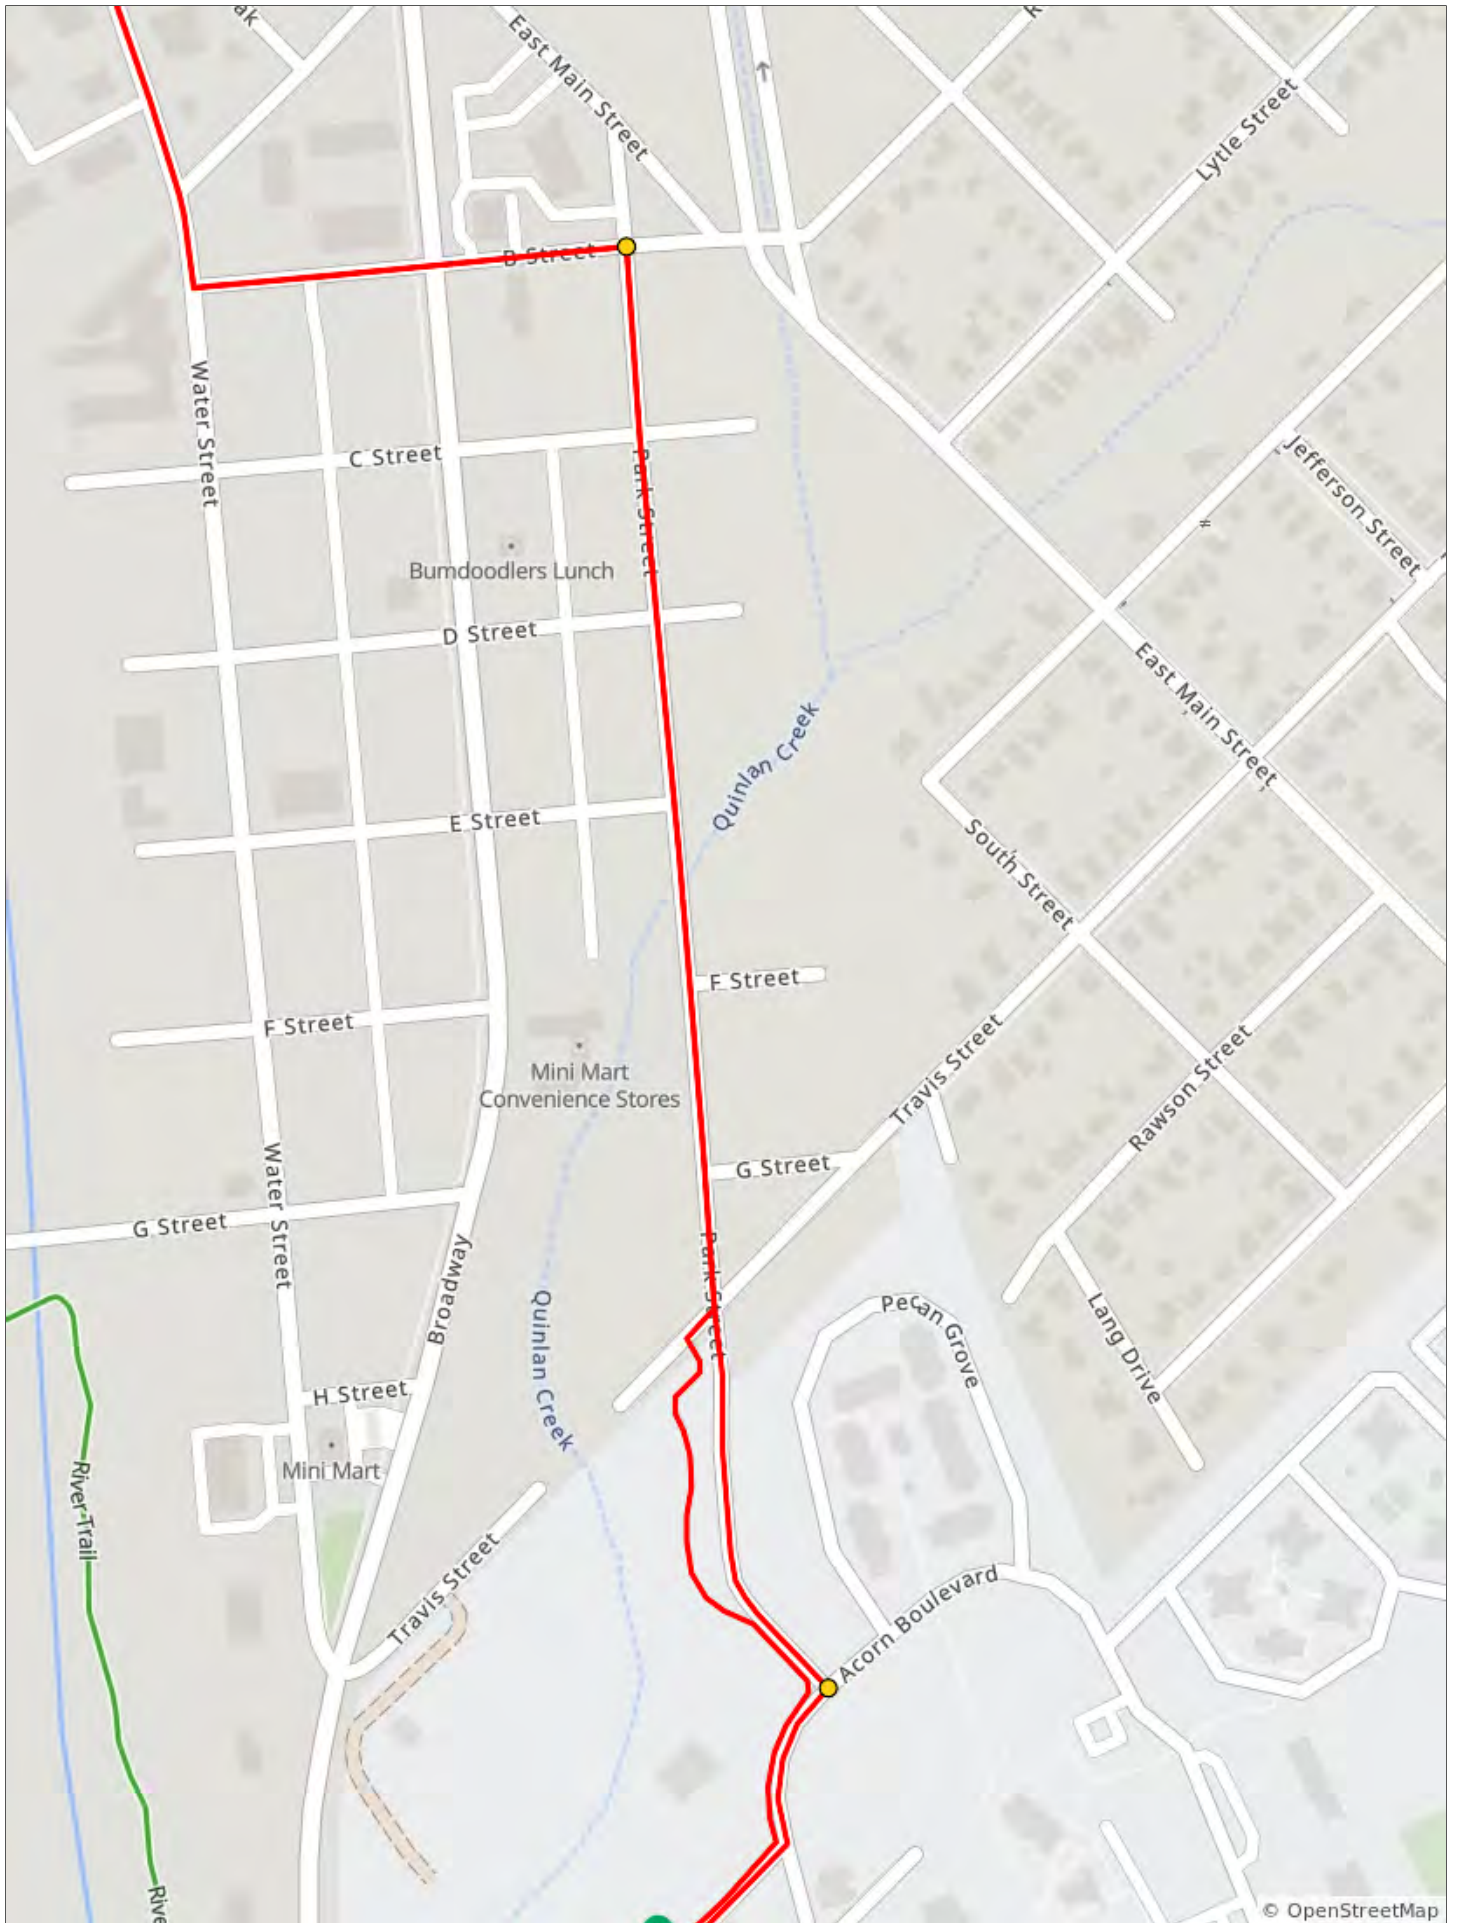 ak
East Main Street
Lytle Street
B Street
Water Street
C Street
Park Street
Jefferson Street
Bumdoodlers Lunch
D Street
East Main Street
Quinlan Creek
E Street
South Street
F Street
F Street
Travis Street
Rawson Street
Mini Mart
Convenience Stores
Water Street
G Street
G Street
Park Street
Broadway
Quinlan Creek
Pecan Grove
Lang Drive
H Street
Mini Mart
River Trail
Travis Street
Acorn Boulevard
Rive
© OpenStreetMap